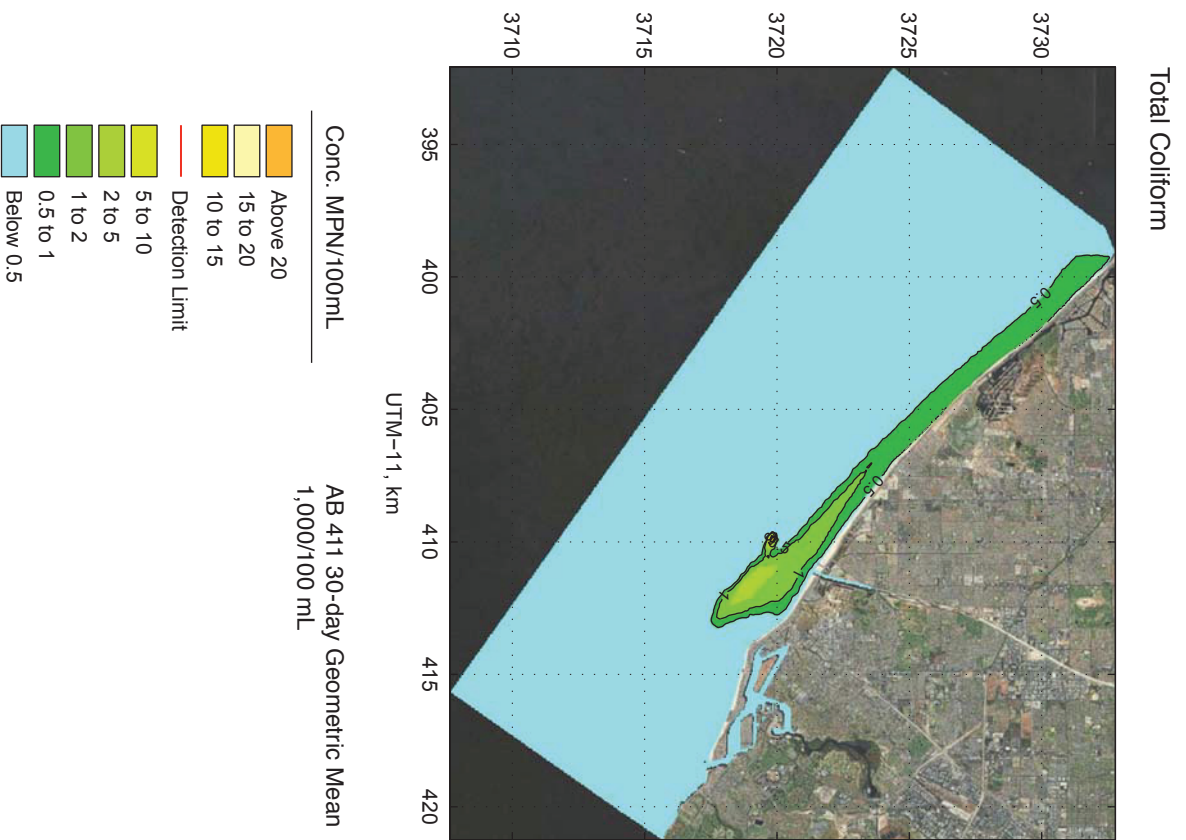 Total Coliform
3730
3725
3720
3715
3710
395
400
405
410
415
420
UTM−11, km
0.5
0.5
5
1
1
Conc. MPN/100mL
Above 20
15 to 20
10 to 15
Detection Limit
5 to 10
2 to 5
1 to 2
0.5 to 1
Below 0.5
AB 411 30-day Geometric Mean
1,000/100 mL